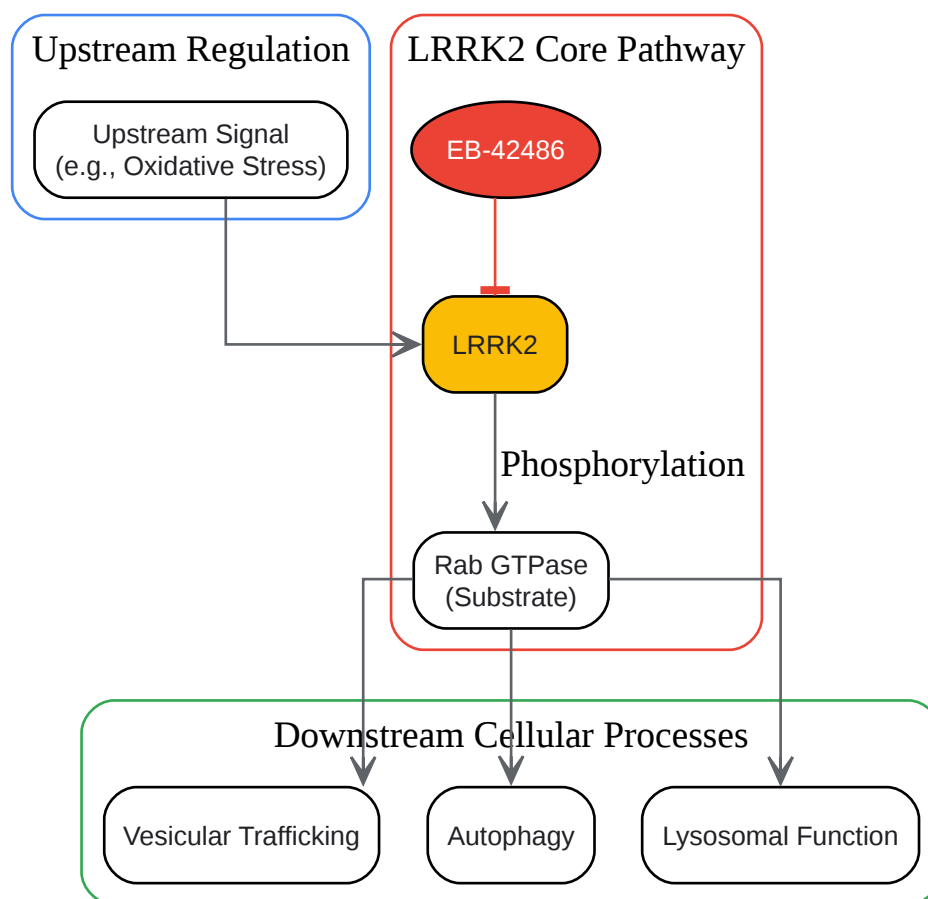 Upstream Regulation
Upstream Signal
(e.g., Oxidative Stress)
LRRK2 Core Pathway
EB-42486
LRRK2
Phosphorylation
Rab GTPase
(Substrate)
Downstream Cellular Processes
Vesicular Trafficking
Autophagy
Lysosomal Function